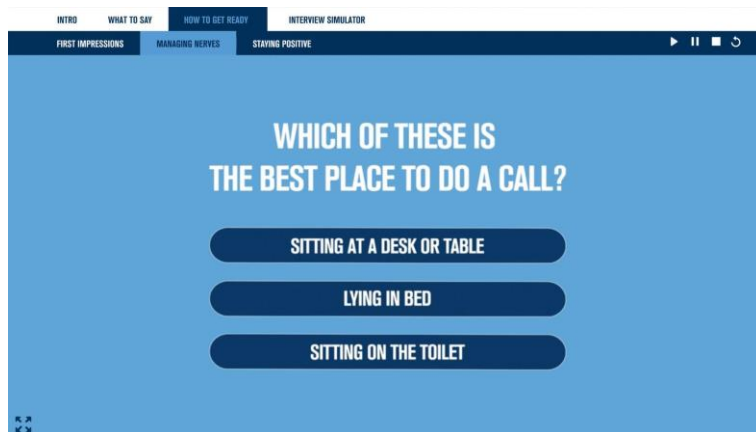 INTRO WHAT TO SAY HOW TO GET READY INTERVIEW SIMULATOR
FIRST IMPRESSIONS MANAGING NERVES STAYING POSITIVE
WHICH OF THESE IS
THE BEST PLACE TO DO A CALL?
SITTING AT A DESK OR TABLE
LYING IN BED
SITTING ON THE TOILET